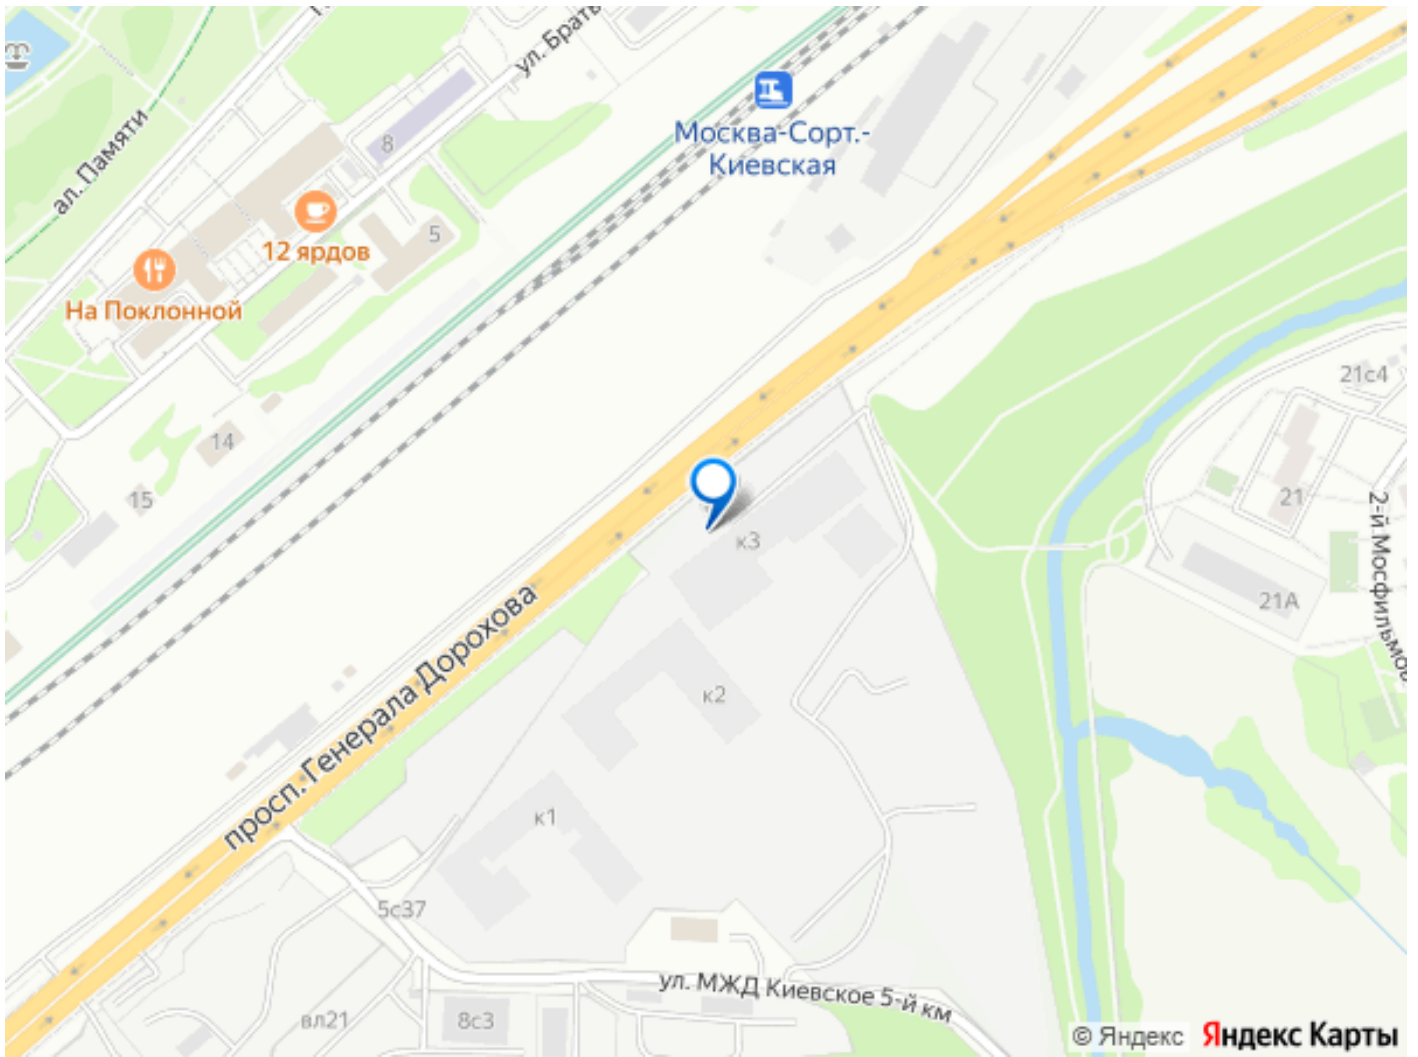 ул. Брать
ал. Памяти
8
Москва-Сорт.-
Киевская
12 ярдов
5
На Поклонной
14
15
21с4
21
2-й Мосфильмов
21А
к3
просп. Генерала Дорохова
к2
к1
5с37
ул. МЖД Киевское 5-й км
вл21
8с3
© Яндекс Яндекс Карты